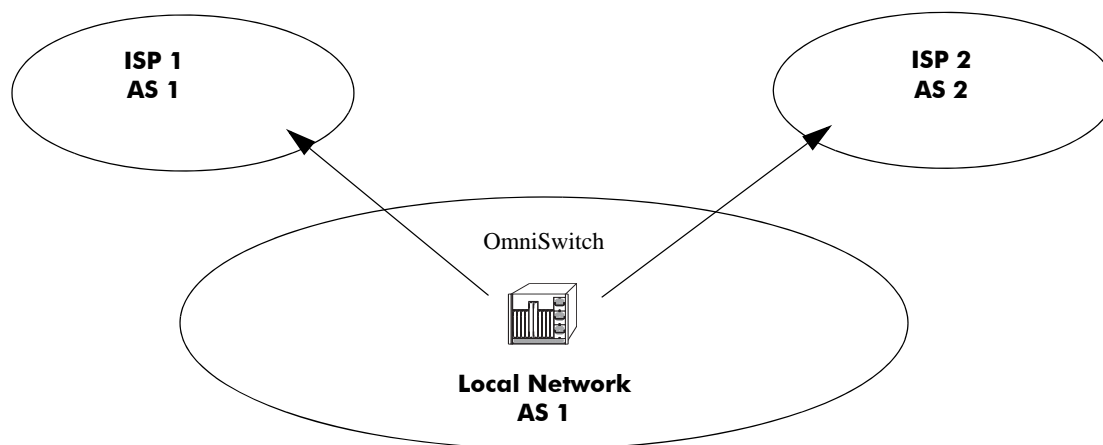 ISP 1
AS 1
ISP 2
AS 2
OmniSwitch
Local Network
AS 1